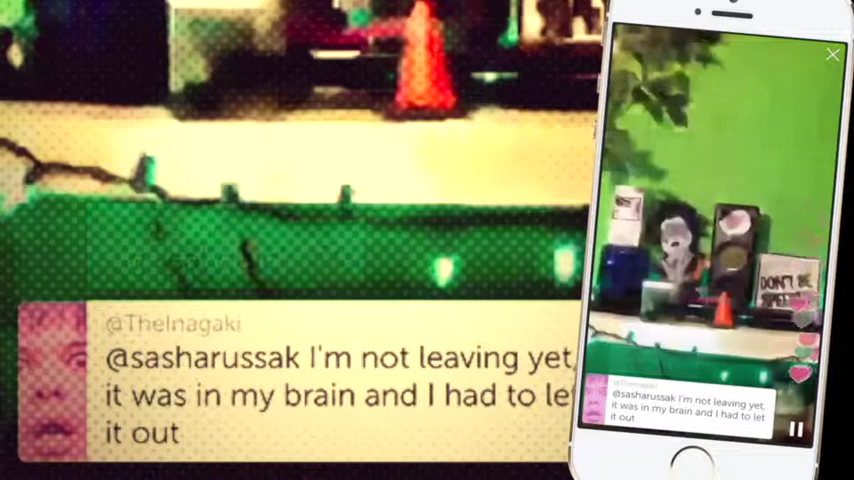 @TheInagaki
@sasharussak I'm not leaving yet,
it was in my brain and I had to let
it out
DON'T BE
@TheInagaki
@sasharussak I'm not leaving yet,
it was in my brain and I had to let
it out